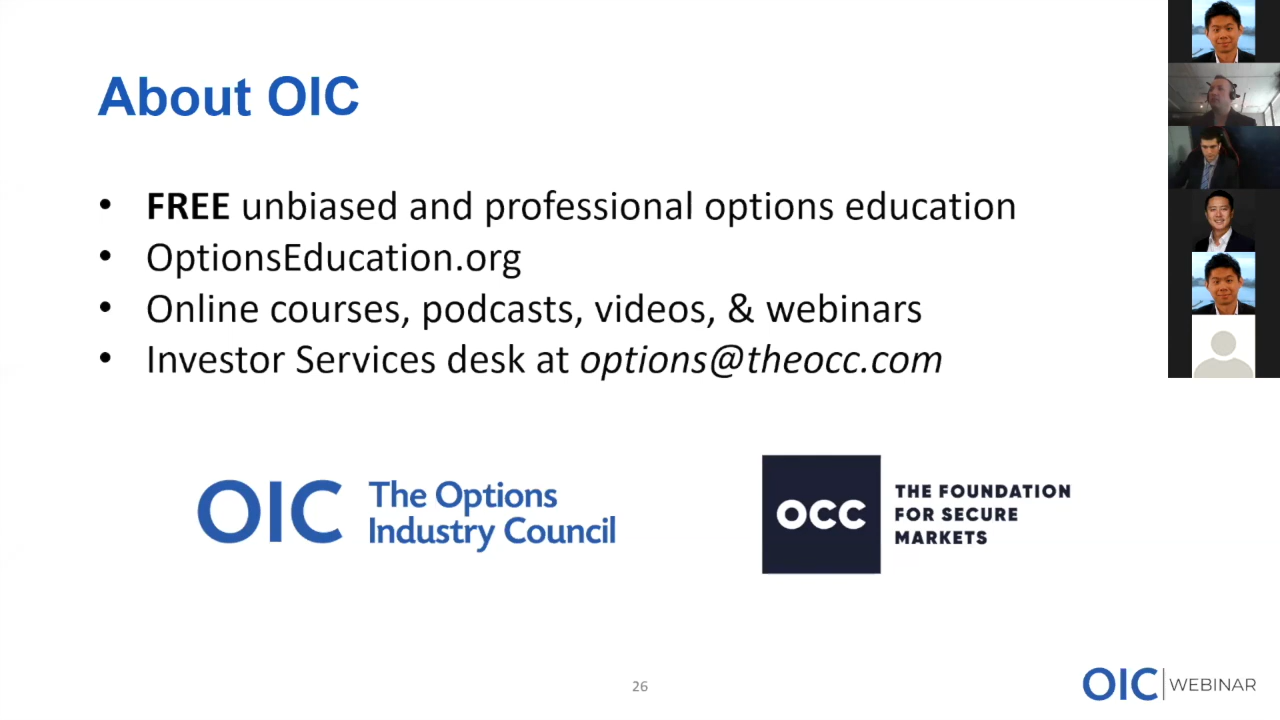 About OIC
• FREE unbiased and professional options education
• OptionsEducation.org
• Online courses, podcasts, videos, & webinars
• Investor Services desk at options@theocc.com
OIC The Options
Industry Council
OCC THE FOUNDATION
FOR SECURE
MARKETS
26
OIC WEBINAR